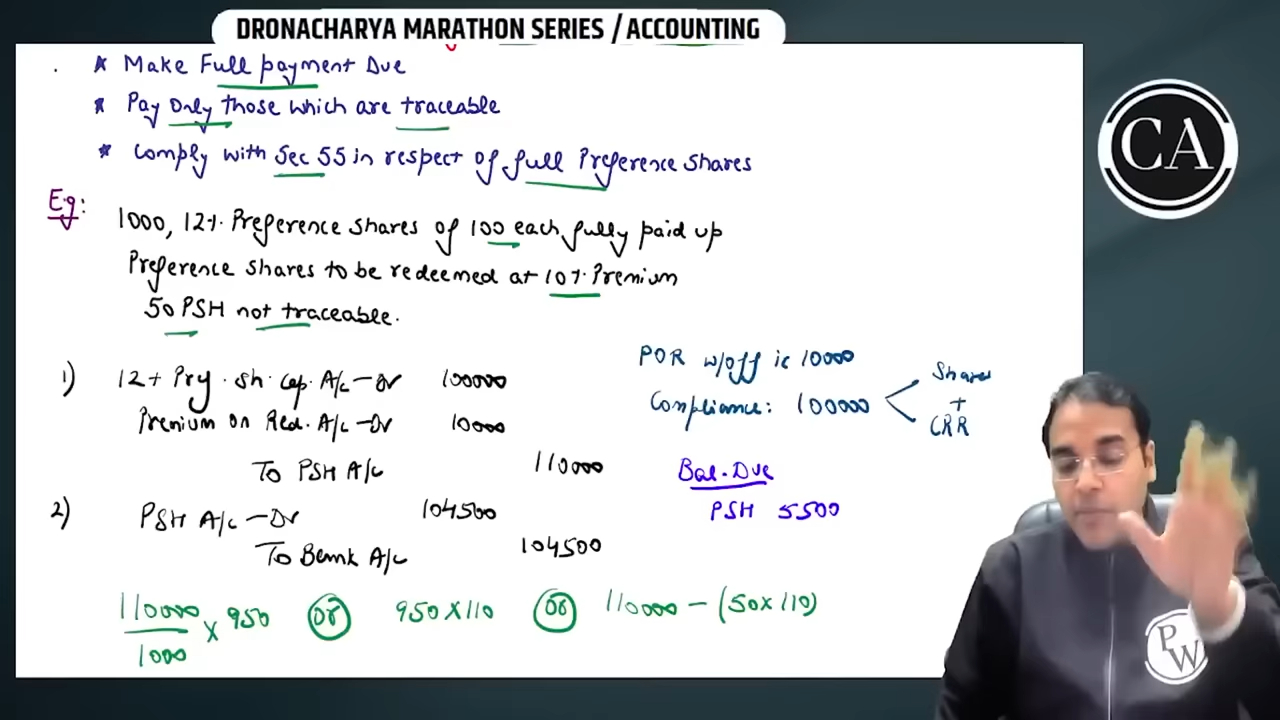 DRONACHARYA MARATHON SERIES / ACCOUNTING
* Make Full payment Due
* Pay Only those which are traceable
* Comply with Sec 55 in respect of full Preference Shares
Eg:
1000, 12%. Preference shares of 100 each fully paid up
Preference shares to be redeemed at 10%. Premium
50 PSH not traceable.
1) 12% Prf. sh. cap. A/c — Dr 100000
Premium on Red. A/c — Dr 10000
To PSH A/c 110000
2) PSH A/c — Dr 104500
To Bank A/c 104500
110000/1000 × 950 OR 950 × 110 OR 110000 – (50 × 110)
POR w/off is 10000
Compliance: 100000
Shares
+
CRR
Bal. Due
PSH 5500
CA
PW